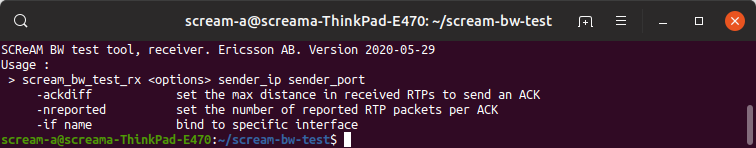 scream-a@screama-ThinkPad-E470: ~/scream-bw-test
SCReAM BW test tool, receiver. Ericsson AB. Version 2020-05-29
Usage :
 > scream_bw_test_rx <options> sender_ip sender_port
     -ackdiff            set the max distance in received RTPs to send an ACK
     -nreported          set the number of reported RTP packets per ACK
     -if name            bind to specific interface
scream-a@screama-ThinkPad-E470:~/scream-bw-test$